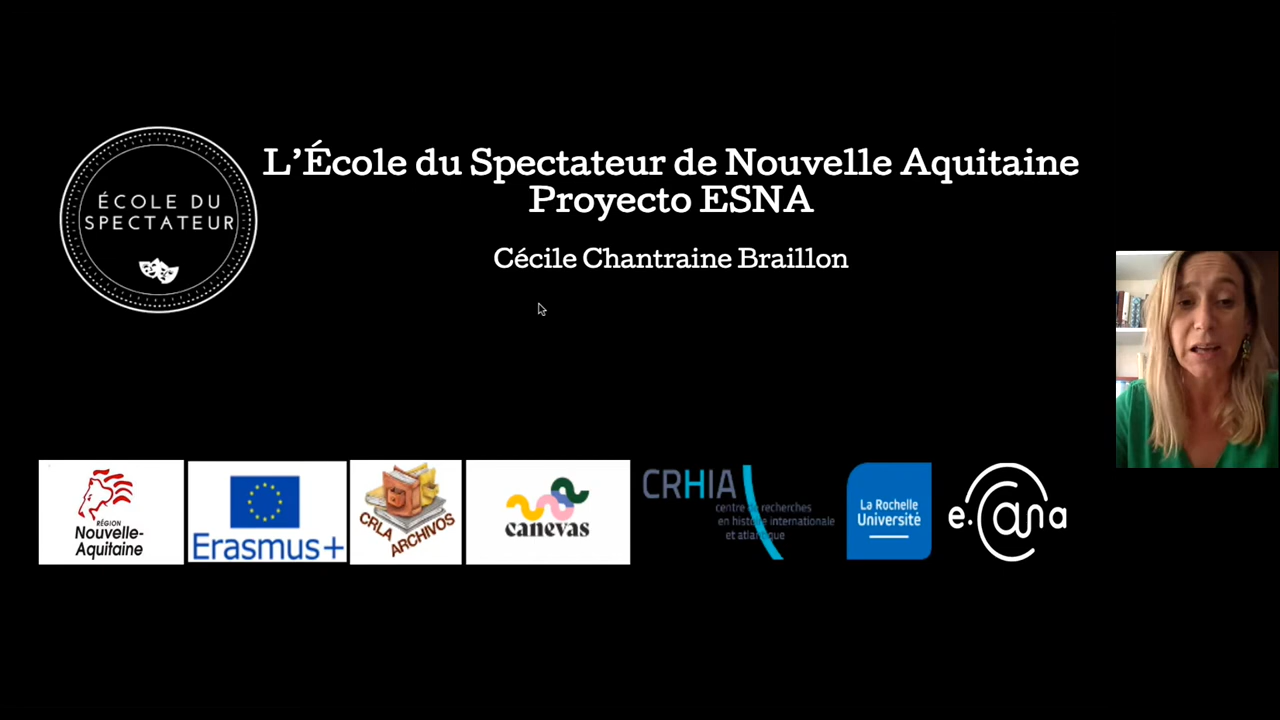 L'École du Spectateur de Nouvelle Aquitaine
Proyecto ESNA
Cécile Chantraine Braillon
ÉCOLE DU
SPECTATEUR
RÉGION
Nouvelle-
Aquitaine
Erasmus+
CRLA
ARCHIVOS
canevas
CRHIA
centre de recherches
en histoire internationale
et atlantique
La Rochelle
Université
e.@na